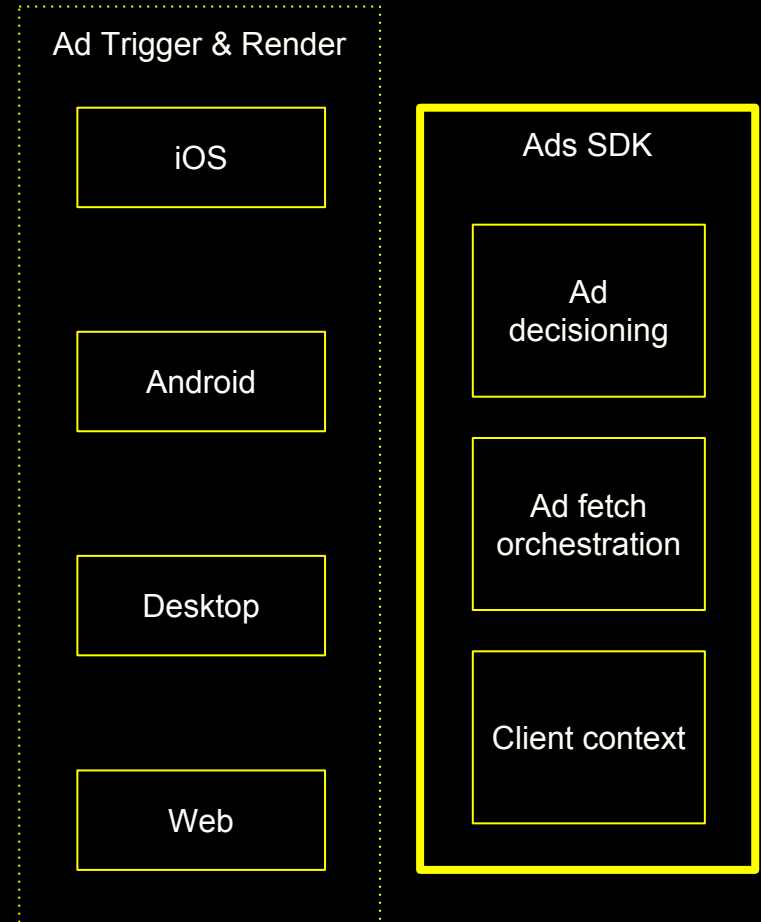 Ad Trigger & Render
iOS
Android
Desktop
Web
Ads SDK
Ad
decisioning
Ad fetch
orchestration
Client context